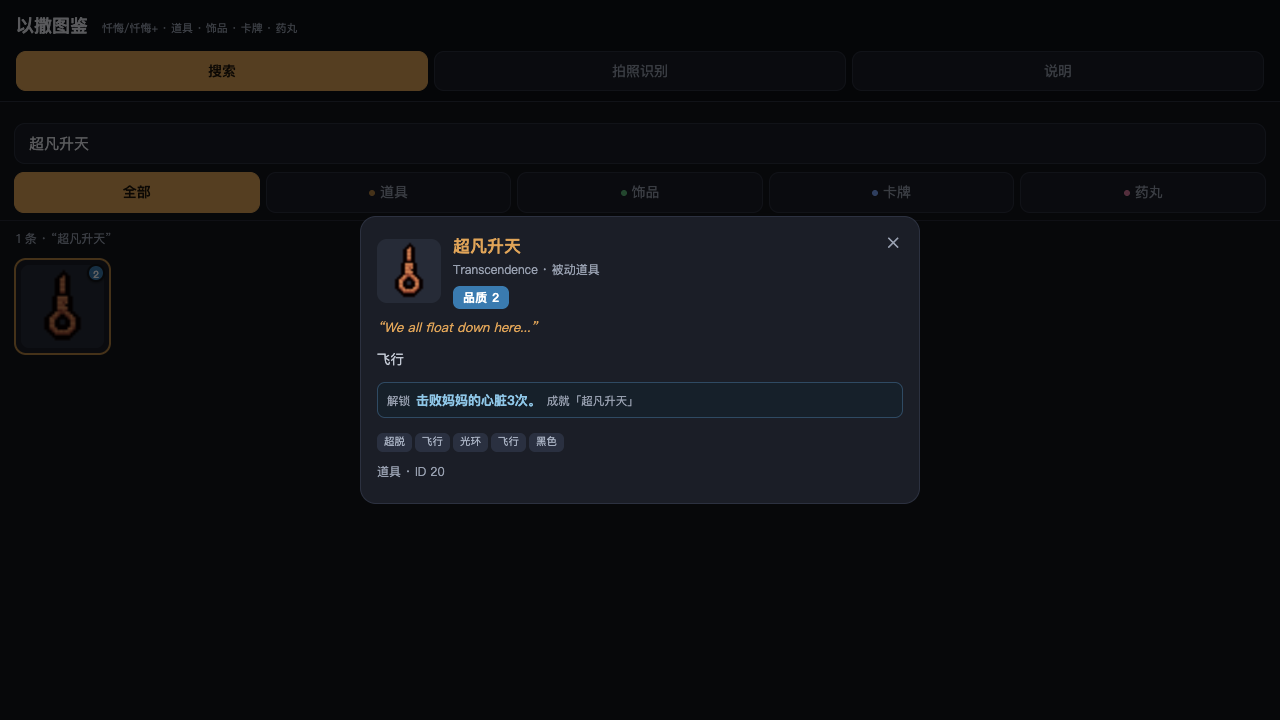 以撒图鉴 忏悔/忏悔+ · 道具 · 饰品 · 卡牌 · 药丸
搜索 拍照识别 说明
超凡升天
全部 道具 饰品 卡牌 药丸
1 条 · “超凡升天”
2
超凡升天
Transcendence · 被动道具
品质 2
“We all float down here...”
飞行
解锁 击败妈妈的心脏3次。 成就「超凡升天」
超脱 飞行 光环 飞行 黑色
道具 · ID 20